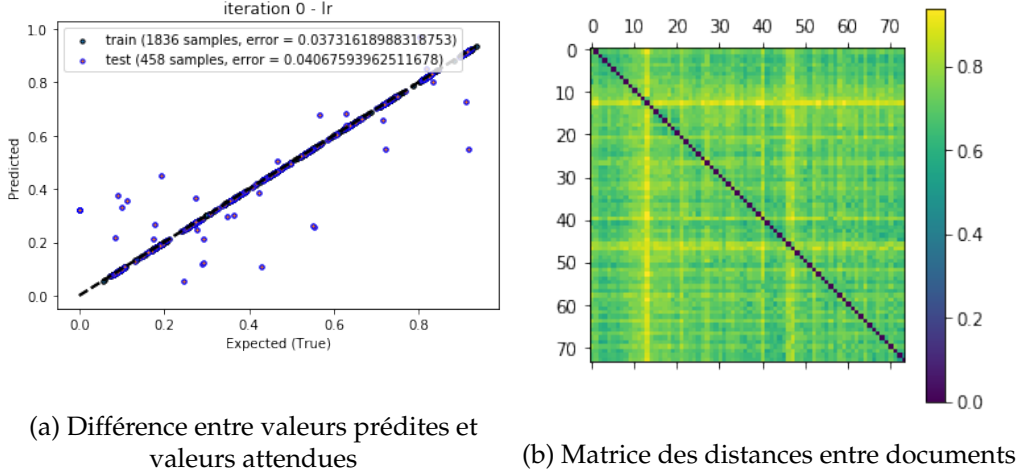 iteration 0 - lr
1.0
0.8
0.6
0.4
0.2
0.0
Predicted
train (1836 samples, error = 0.03731618988318753)
test (458 samples, error = 0.04067593962511678)
0.0 0.2 0.4 0.6 0.8
Expected (True)
(a) Différence entre valeurs prédites et
valeurs attendues
0 10 20 30 40 50 60 70
0
10
20
30
40
50
60
70
0.8
0.6
0.4
0.2
0.0
(b) Matrice des distances entre documents